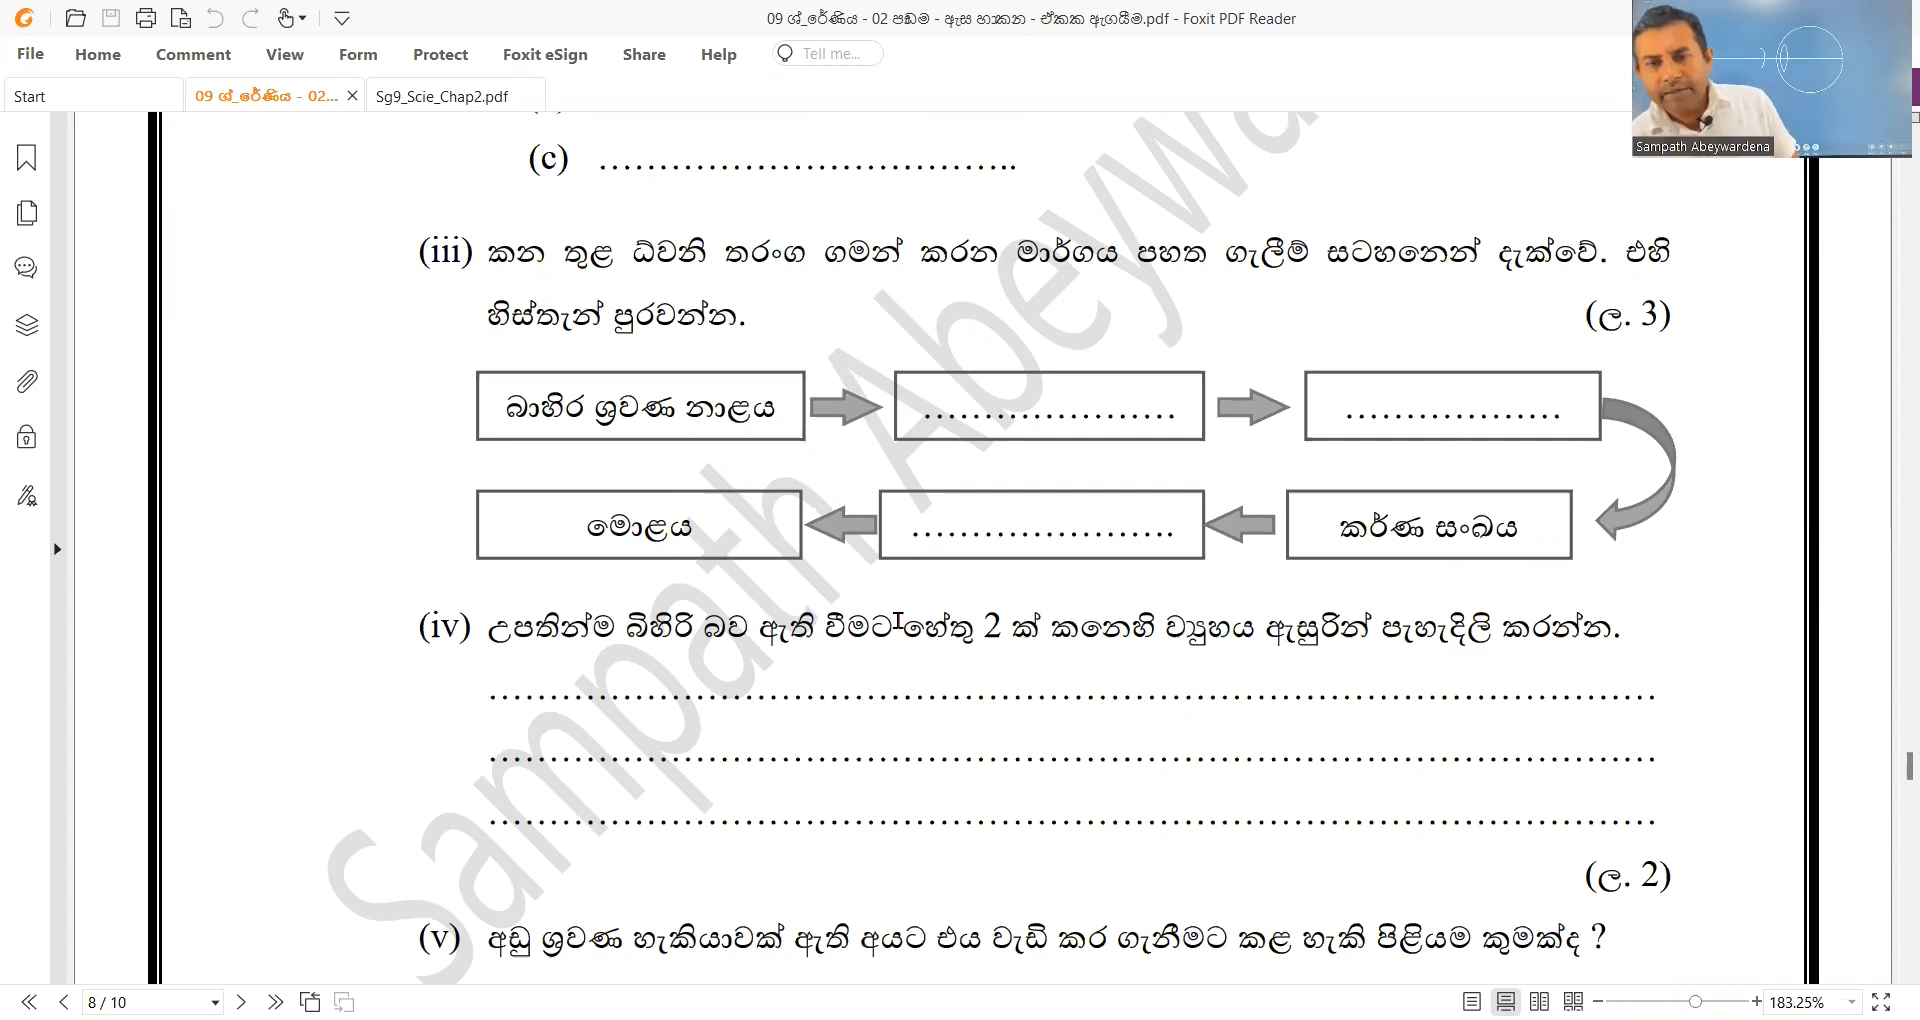 09 ශ්‍රේණිය - 02 පාඩම - ඇස හා කන - ඒකක ඇගයීම.pdf - Foxit PDF Reader
File Home Comment View Form Protect Foxit eSign Share Help Tell me...
Start 09 ශ්‍රේණිය - 02... Sg9_Scie_Chap2.pdf
Sampath Abeywardena
(c) ........................................
(iii) කන තුළ ධ්වනි තරංග ගමන් කරන මාර්ගය පහත ගැලීම් සටහනෙන් දැක්වේ. එහි
හිස්තැන් පුරවන්න. (ල. 3)
බාහිර ශ්‍රවණ නාළය ..................... ..................
මොළය ...................... කර්ණ සංඛය
(iv) උපතින්ම බිහිරි බව ඇති වීමට හේතු 2 ක් කනෙහි ව්‍යුහය ඇසුරින් පැහැදිලි කරන්න.
................................................................................................
................................................................................................
................................................................................................
(ල. 2)
(v) අඩු ශ්‍රවණ හැකියාවක් ඇති අයට එය වැඩි කර ගැනීමට කළ හැකි පිළියම කුමක්ද ?
Sampath Abeywa
8 / 10
183.25%